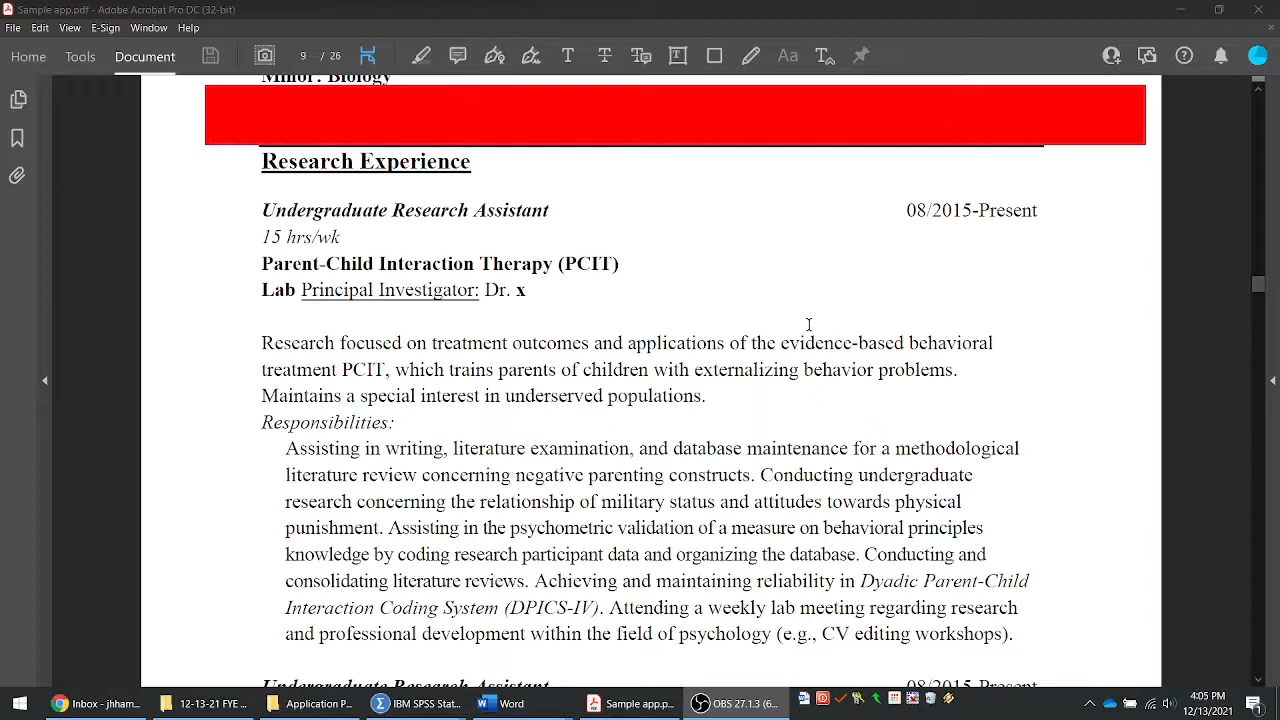 Sample app.pdf - Adobe Acrobat Pro DC (32-bit)
File Edit View E-Sign Window Help
Home Tools Document 9 / 26
Minor: Biology
Research Experience
Undergraduate Research Assistant 08/2015-Present
15 hrs/wk
Parent-Child Interaction Therapy (PCIT)
Lab Principal Investigator: Dr. x
Research focused on treatment outcomes and applications of the evidence-based behavioral
treatment PCIT, which trains parents of children with externalizing behavior problems.
Maintains a special interest in underserved populations.
Responsibilities:
Assisting in writing, literature examination, and database maintenance for a methodological
literature review concerning negative parenting constructs. Conducting undergraduate
research concerning the relationship of military status and attitudes towards physical
punishment. Assisting in the psychometric validation of a measure on behavioral principles
knowledge by coding research participant data and organizing the database. Conducting and
consolidating literature reviews. Achieving and maintaining reliability in Dyadic Parent-Child
Interaction Coding System (DPICS-IV). Attending a weekly lab meeting regarding research
and professional development within the field of psychology (e.g., CV editing workshops).
Undergraduate Research Assistant 08/2015-Present
Inbox - jhham... 12-13-21 FYE ... Application P... IBM SPSS Stat... Word Sample app.p... OBS 27.1.3 (6... 4:05 PM
12/13/2021